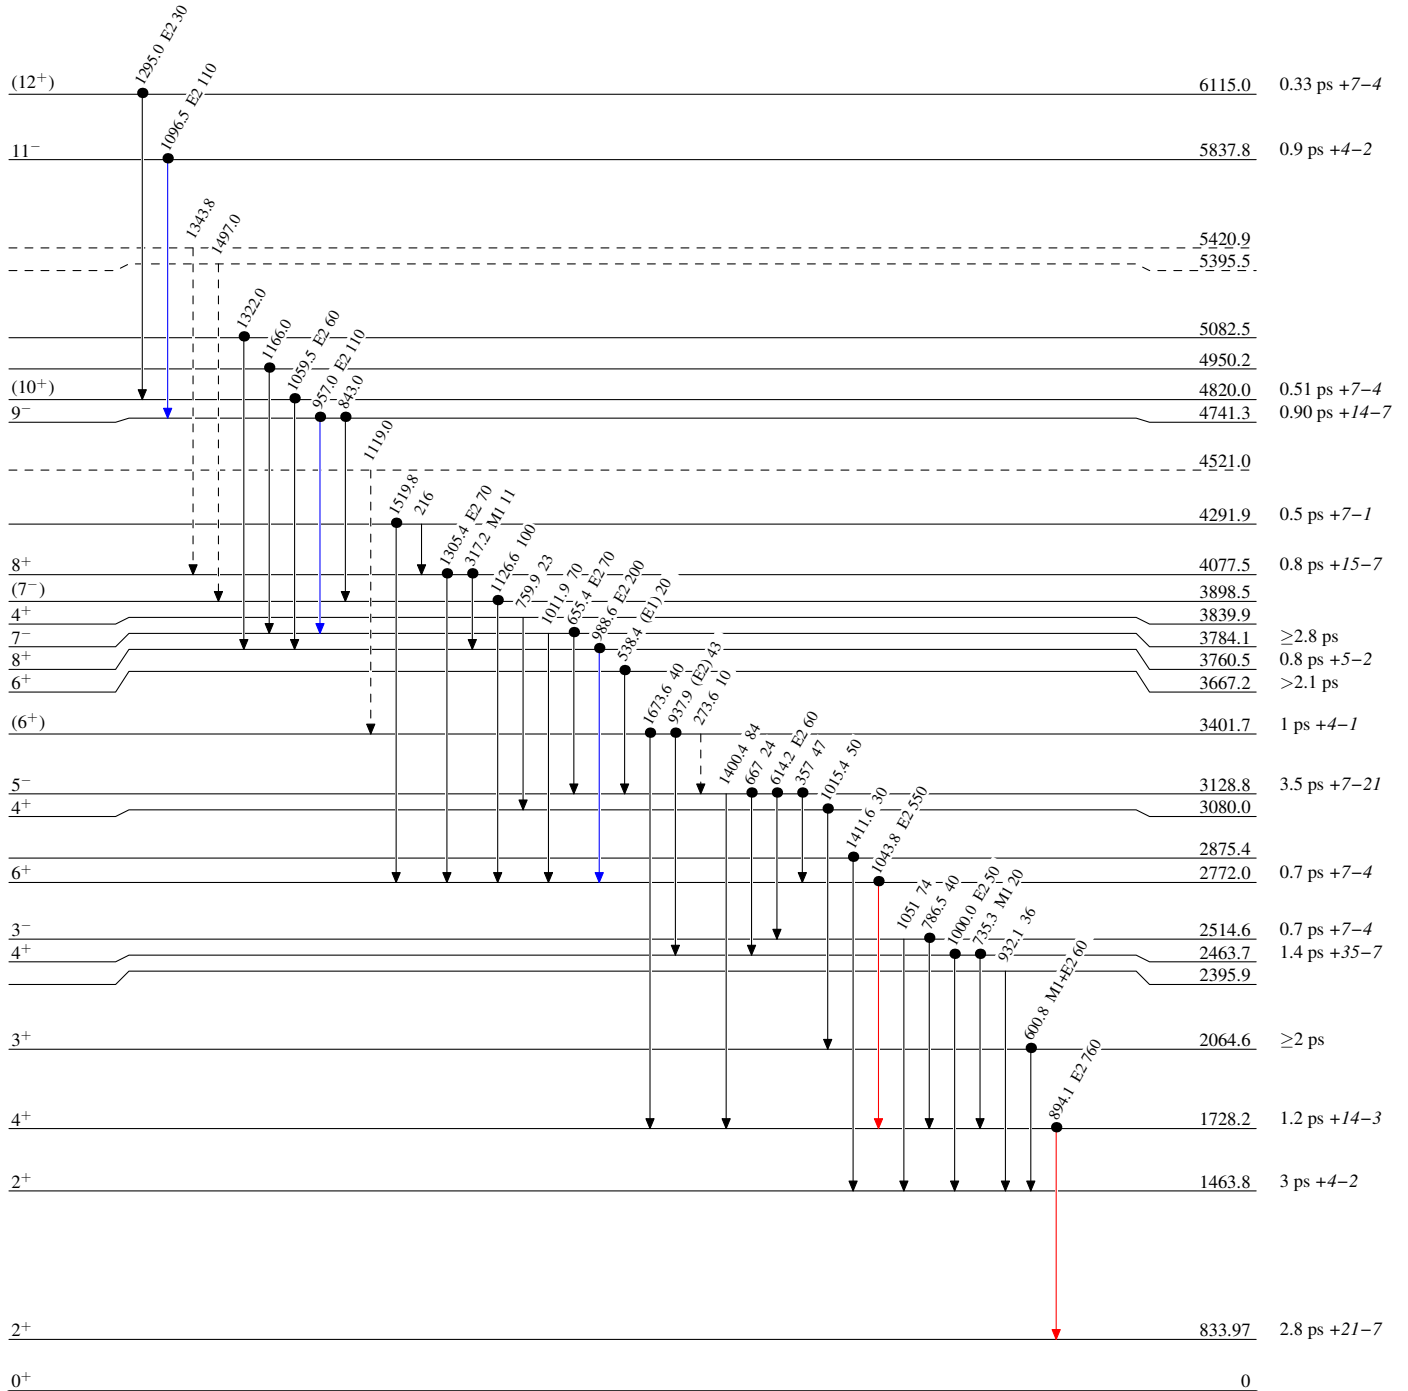 1295.0 E2 30
(12⁺) 6115.0 0.33 ps +7−4
1096.5 E2 110
11⁻ 5837.8 0.9 ps +4−2
1343.8
5420.9
1497.0
5395.5
1322.0
5082.5
1166.0
4950.2
1059.5 E2 60
(10⁺) 4820.0 0.51 ps +7−4
957.0 E2 110
843.0
9⁻ 4741.3 0.90 ps +14−7
1119.0
4521.0
1519.8
216
4291.9 0.5 ps +7−1
1305.4 E2 70
317.2 M1 11
8⁺ 4077.5 0.8 ps +15−7
1126.6 100
(7⁻) 3898.5
759.9 23
4⁺ 3839.9
1011.9 70
655.4 E2 70
7⁻ 3784.1 ≥2.8 ps
988.6 E2 200
8⁺ 3760.5 0.8 ps +5−2
538.4 (E1) 20
6⁺ 3667.2 >2.1 ps
1673.6 40
937.9 (E2) 43
273.6 10
(6⁺) 3401.7 1 ps +4−1
1400.4 84
667 24
614.2 E2 60
357 47
5⁻ 3128.8 3.5 ps +7−21
1015.4 50
4⁺ 3080.0
1411.6 30
2875.4
1043.8 E2 550
6⁺ 2772.0 0.7 ps +7−4
1051 74
786.5 40
3⁻ 2514.6 0.7 ps +7−4
1000.0 E2 50
735.3 M1 20
4⁺ 2463.7 1.4 ps +35−7
932.1 36
2395.9
600.8 M1+E2 60
3⁺ 2064.6 ≥2 ps
894.1 E2 760
4⁺ 1728.2 1.2 ps +14−3
2⁺ 1463.8 3 ps +4−2
2⁺ 833.97 2.8 ps +21−7
0⁺ 0